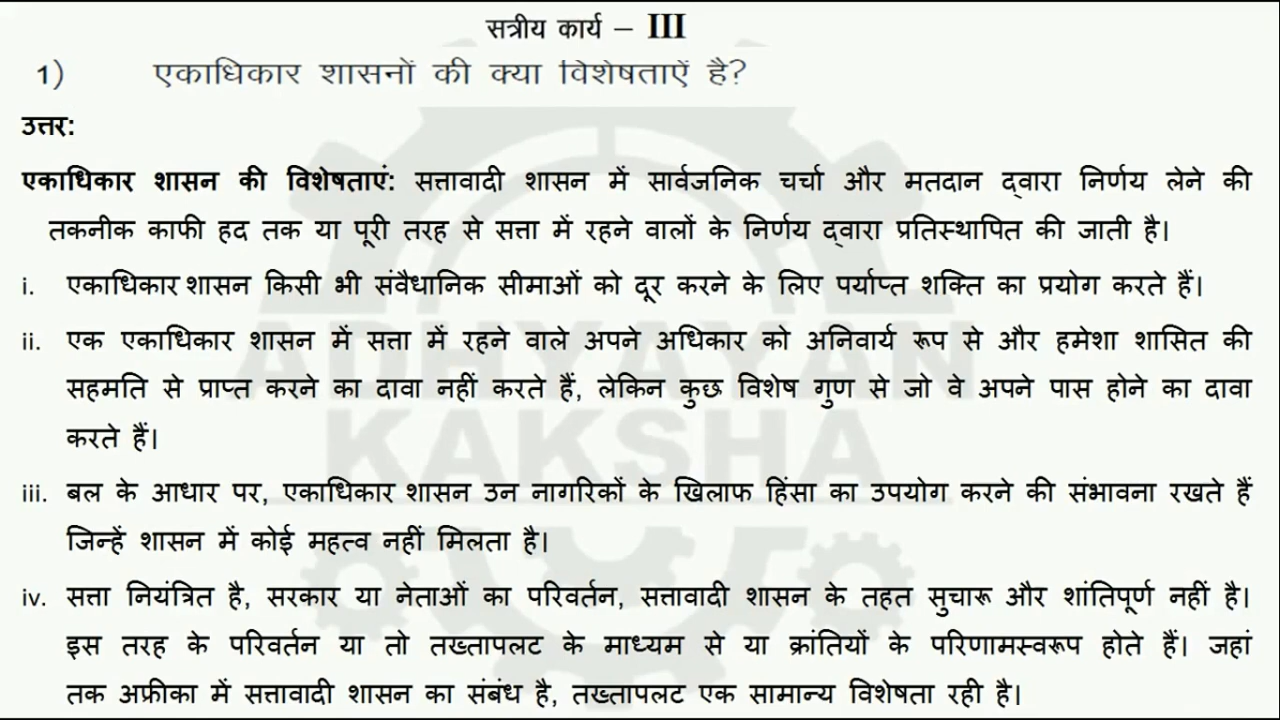 सत्रीय कार्य – III
1) एकाधिकार शासनों की क्या विशेषताऐं है?
उत्तर:
एकाधिकार शासन की विशेषताएं: सत्तावादी शासन में सार्वजनिक चर्चा और मतदान द्वारा निर्णय लेने की
तकनीक काफी हद तक या पूरी तरह से सत्ता में रहने वालों के निर्णय द्वारा प्रतिस्थापित की जाती है।
i. एकाधिकार शासन किसी भी संवैधानिक सीमाओं को दूर करने के लिए पर्याप्त शक्ति का प्रयोग करते हैं।
ii. एक एकाधिकार शासन में सत्ता में रहने वाले अपने अधिकार को अनिवार्य रूप से और हमेशा शासित की
सहमति से प्राप्त करने का दावा नहीं करते हैं, लेकिन कुछ विशेष गुण से जो वे अपने पास होने का दावा
करते हैं।
iii. बल के आधार पर, एकाधिकार शासन उन नागरिकों के खिलाफ हिंसा का उपयोग करने की संभावना रखते हैं
जिन्हें शासन में कोई महत्व नहीं मिलता है।
iv. सत्ता नियंत्रित है, सरकार या नेताओं का परिवर्तन, सत्तावादी शासन के तहत सुचारू और शांतिपूर्ण नहीं है।
इस तरह के परिवर्तन या तो तख्तापलट के माध्यम से या क्रांतियों के परिणामस्वरूप होते हैं। जहां
तक अफ्रीका में सत्तावादी शासन का संबंध है, तख्तापलट एक सामान्य विशेषता रही है।
ADHYAYAN
KAKSHA